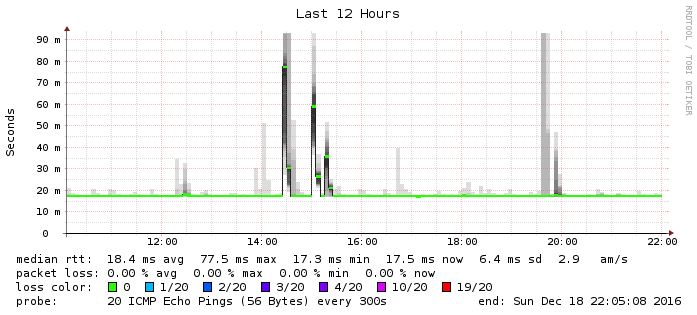 Last 12 Hours
RRDTOOL / TOBI OETIKER
Seconds
90 m
80 m
70 m
60 m
50 m
40 m
30 m
20 m
10 m
0
12:00 14:00 16:00 18:00 20:00 22:00
median rtt: 18.4 ms avg 77.5 ms max 17.3 ms min 17.5 ms now 6.4 ms sd 2.9 am/s
packet loss: 0.00 % avg 0.00 % max 0.00 % min 0.00 % now
loss color: 0 1/20 2/20 3/20 4/20 10/20 19/20
probe: 20 ICMP Echo Pings (56 Bytes) every 300s end: Sun Dec 18 22:05:08 2016